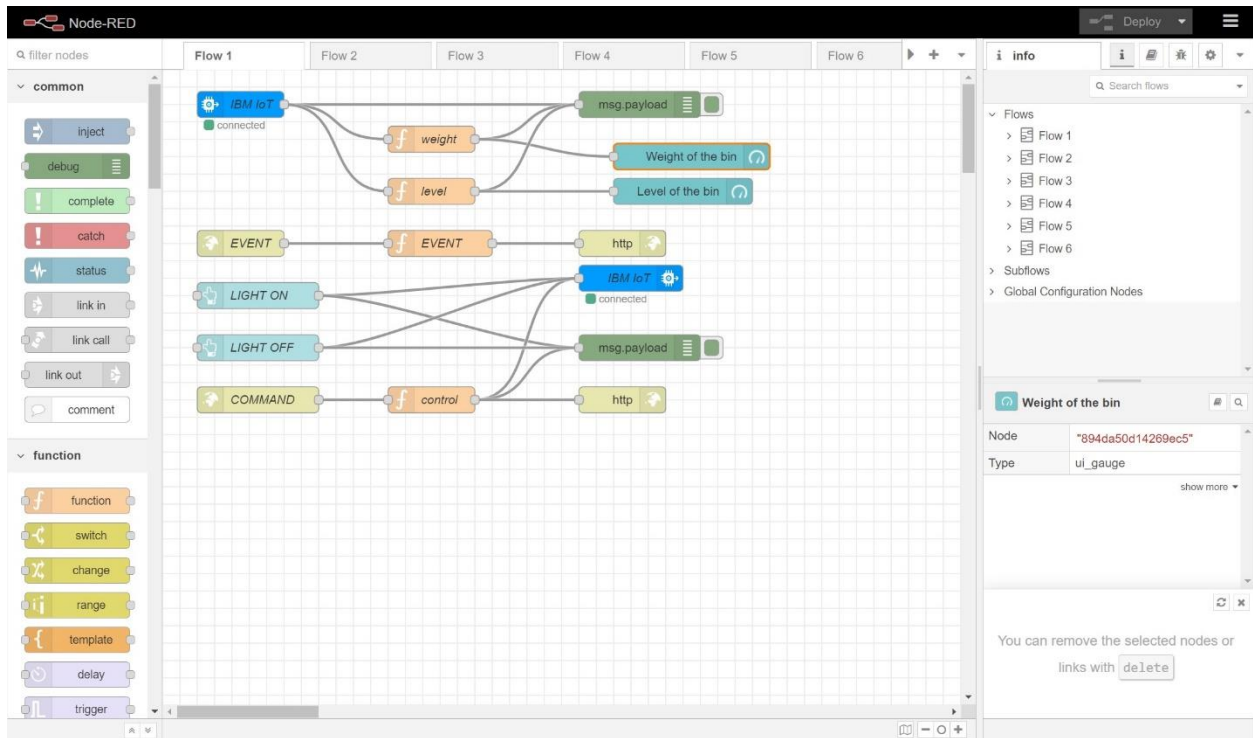 Node-RED
Deploy
filter nodes
common
inject
debug
complete
catch
status
link in
link call
link out
comment
function
function
switch
change
range
template
delay
trigger
Flow 1 Flow 2 Flow 3 Flow 4 Flow 5 Flow 6
IBM IoT
connected
msg.payload
weight
Weight of the bin
level
Level of the bin
EVENT
EVENT
http
IBM IoT
connected
LIGHT ON
LIGHT OFF
msg.payload
COMMAND
control
http
i info
i
Search flows
Flows
Flow 1
Flow 2
Flow 3
Flow 4
Flow 5
Flow 6
Subflows
Global Configuration Nodes
Weight of the bin
Node "894da50d14269ec5"
Type ui_gauge
show more
You can remove the selected nodes or
links with delete